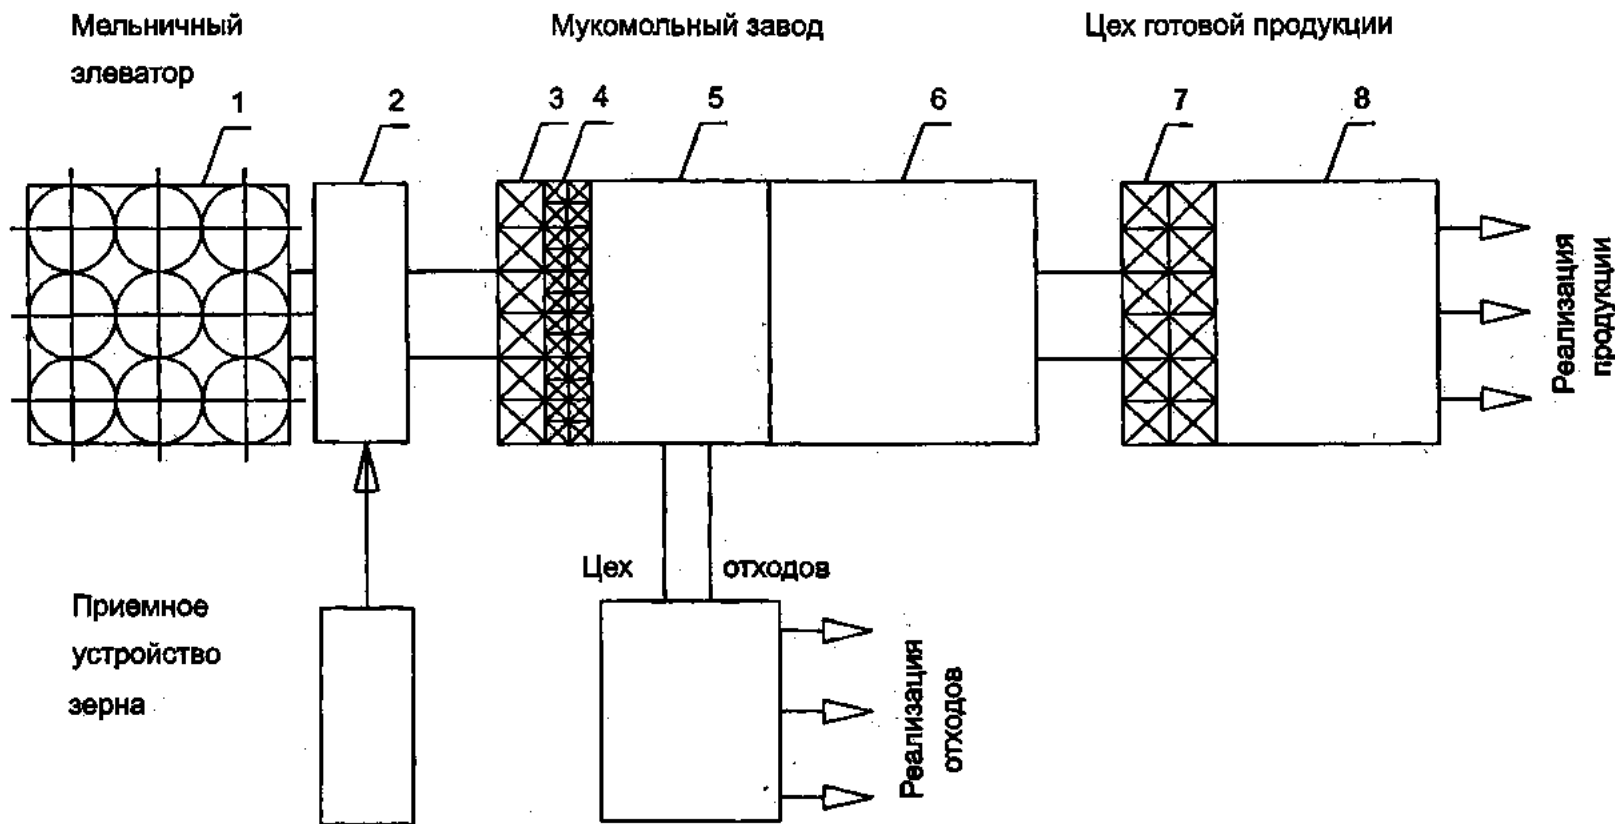 Мельничный
элеватор
Мукомольный завод
Цех готовой продукции
1
2
3
4
5
6
7
8
Реализация
продукции
Цех отходов
Приемное
устройство
зерна
Реализация
отходов